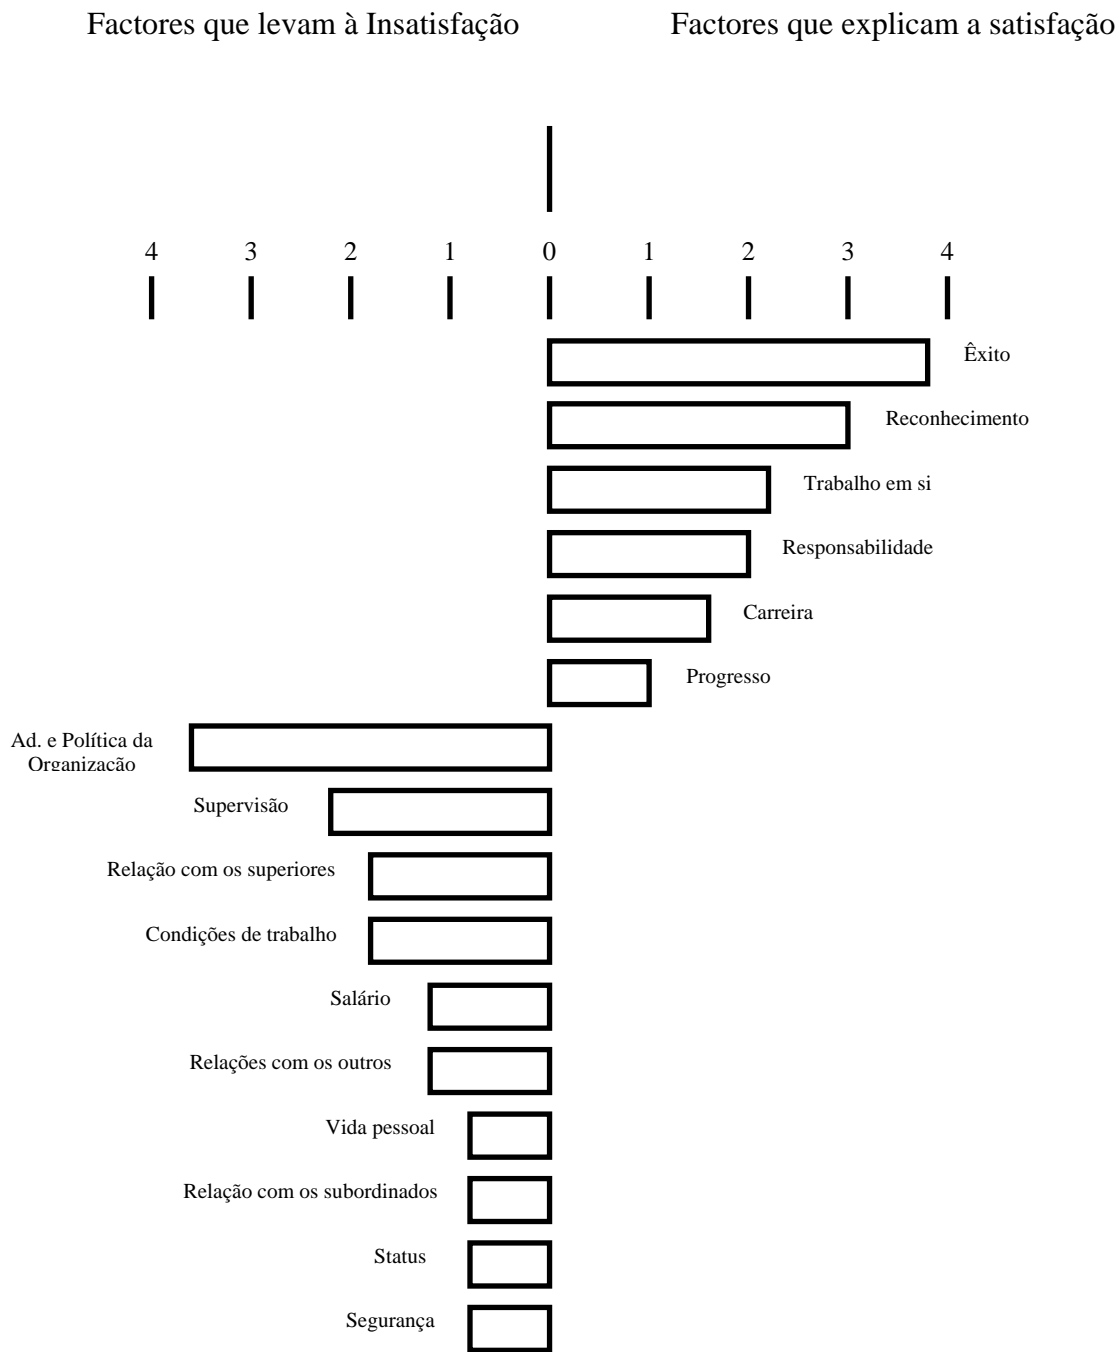 Factores que levam à Insatisfação
Factores que explicam a satisfação
4 3 2 1 0 1 2 3 4
Êxito
Reconhecimento
Trabalho em si
Responsabilidade
Carreira
Progresso
Ad. e Política da
Organização
Supervisão
Relação com os superiores
Condições de trabalho
Salário
Relações com os outros
Vida pessoal
Relação com os subordinados
Status
Segurança